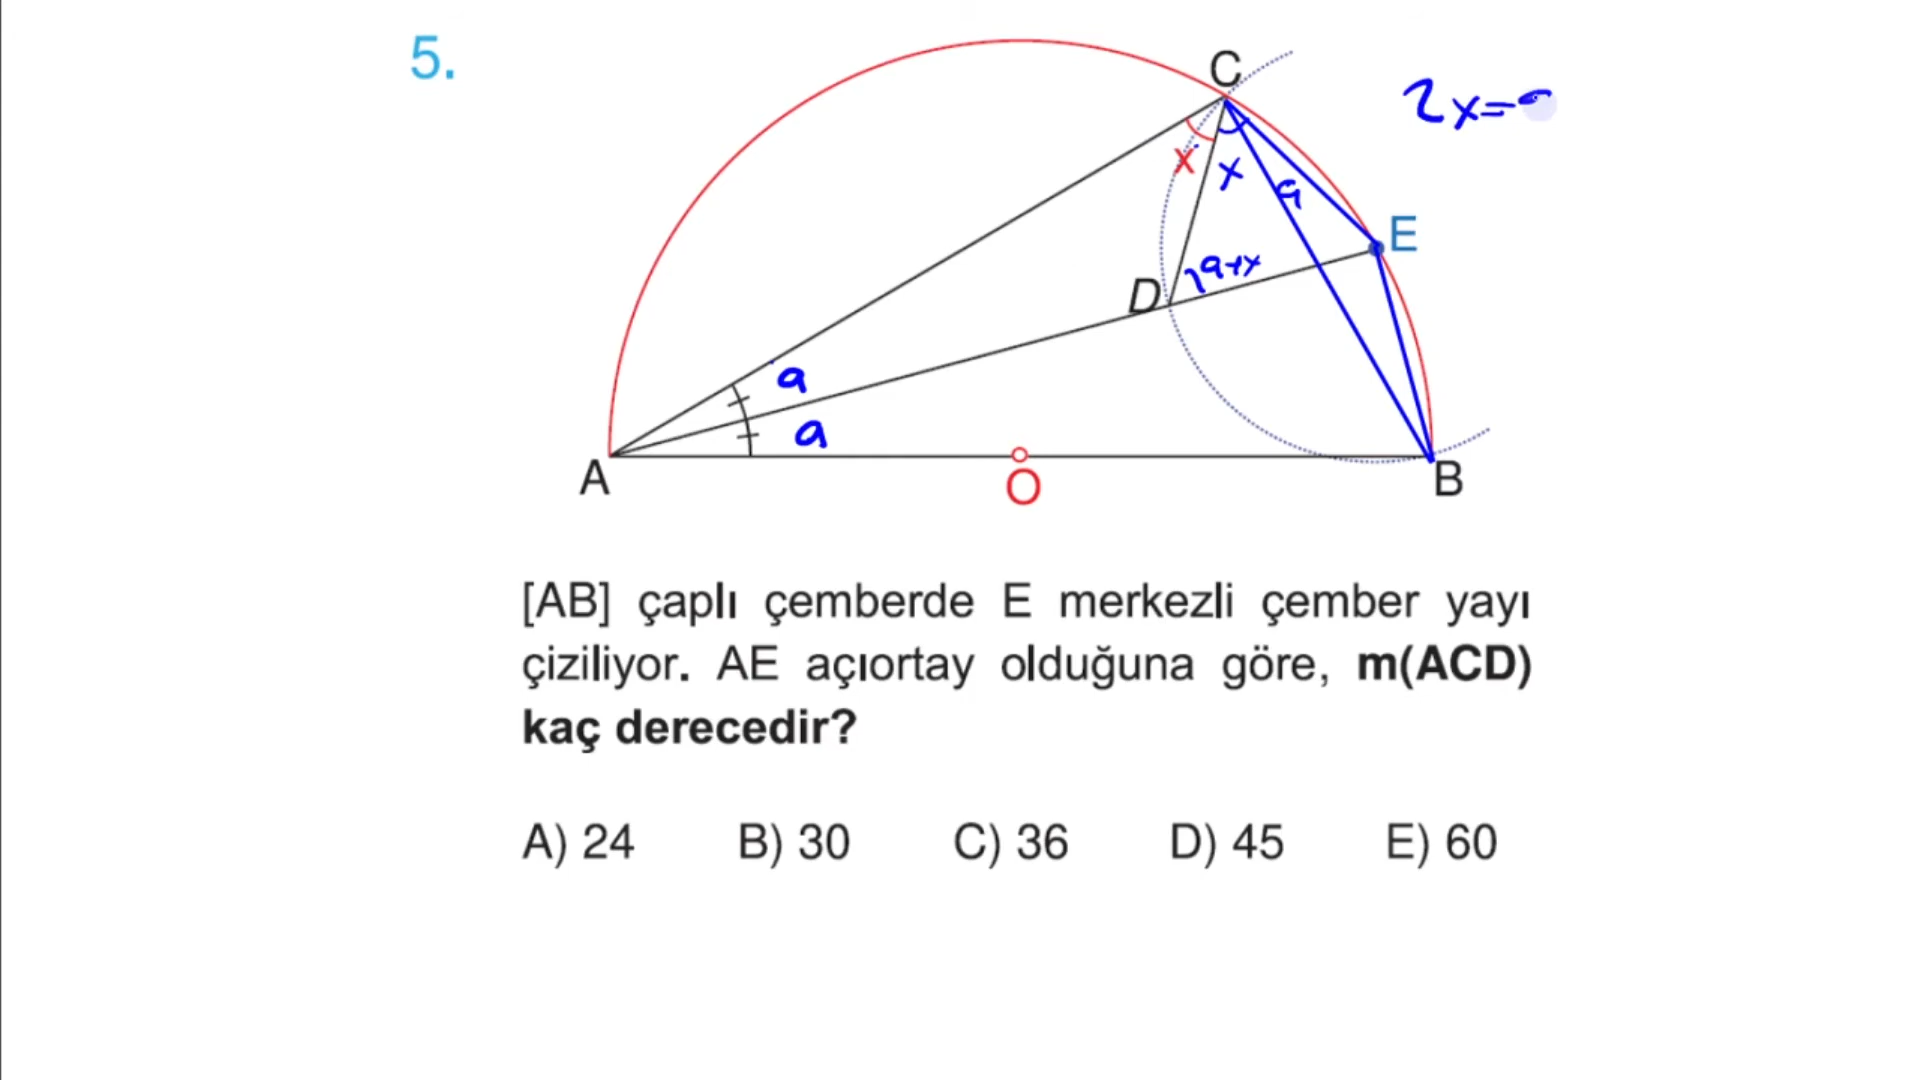 5.
C
2x=9
x
x
a
E
a+x
D
a
a
A
O
B
[AB] çaplı çemberde E merkezli çember yayı
çiziliyor. AE açıortay olduğuna göre, m(ACD)
kaç derecedir?
A) 24 B) 30 C) 36 D) 45 E) 60